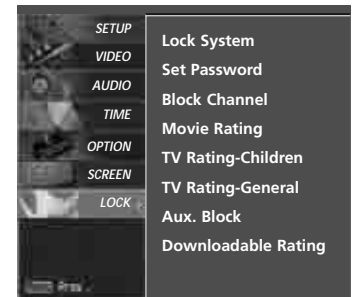 SETUP
VIDEO
AUDIO
TIME
OPTION
SCREEN
LOCK
Lock System
Set Password
Block Channel
Movie Rating
TV Rating-Children
TV Rating-General
Aux. Block
Downloadable Rating
Prev.